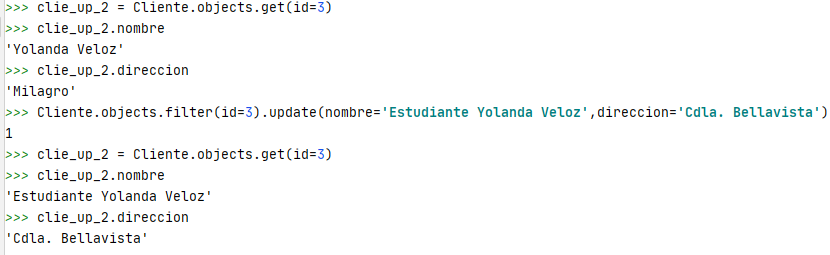 >>> clie_up_2 = Cliente.objects.get(id=3)
>>> clie_up_2.nombre
'Yolanda Veloz'
>>> clie_up_2.direccion
'Milagro'
>>> Cliente.objects.filter(id=3).update(nombre='Estudiante Yolanda Veloz',direccion='Cdla. Bellavista')
1
>>> clie_up_2 = Cliente.objects.get(id=3)
>>> clie_up_2.nombre
'Estudiante Yolanda Veloz'
>>> clie_up_2.direccion
'Cdla. Bellavista'